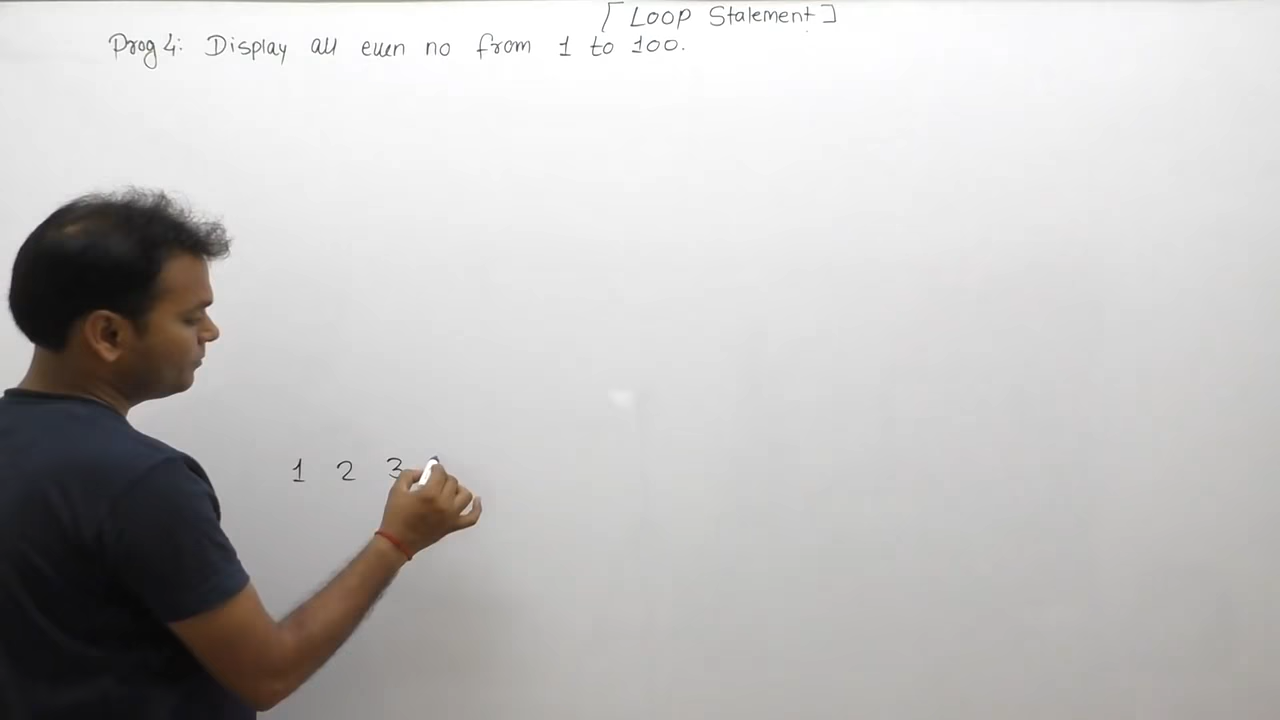 [Loop Statement]
Prog 4: Display all even no from 1 to 100.
1 2 3